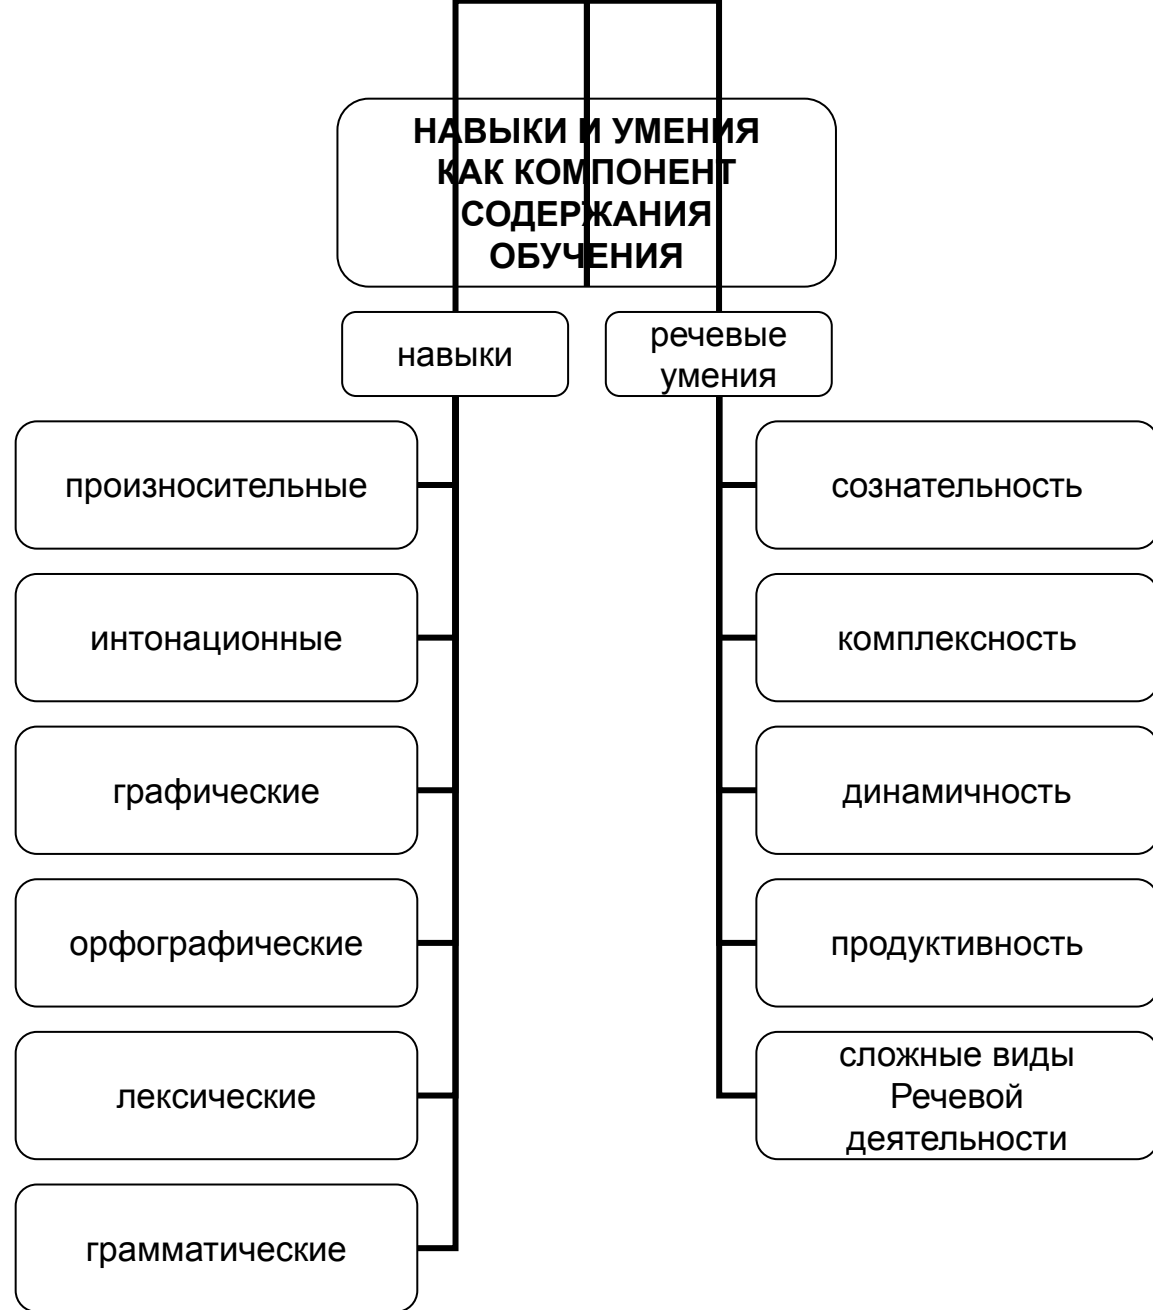 НАВЫКИ И УМЕНИЯ
КАК КОМПОНЕНТ
СОДЕРЖАНИЯ
ОБУЧЕНИЯ
навыки
речевые
умения
произносительные
интонационные
графические
орфографические
лексические
грамматические
сознательность
комплексность
динамичность
продуктивность
сложные виды
Речевой
деятельности